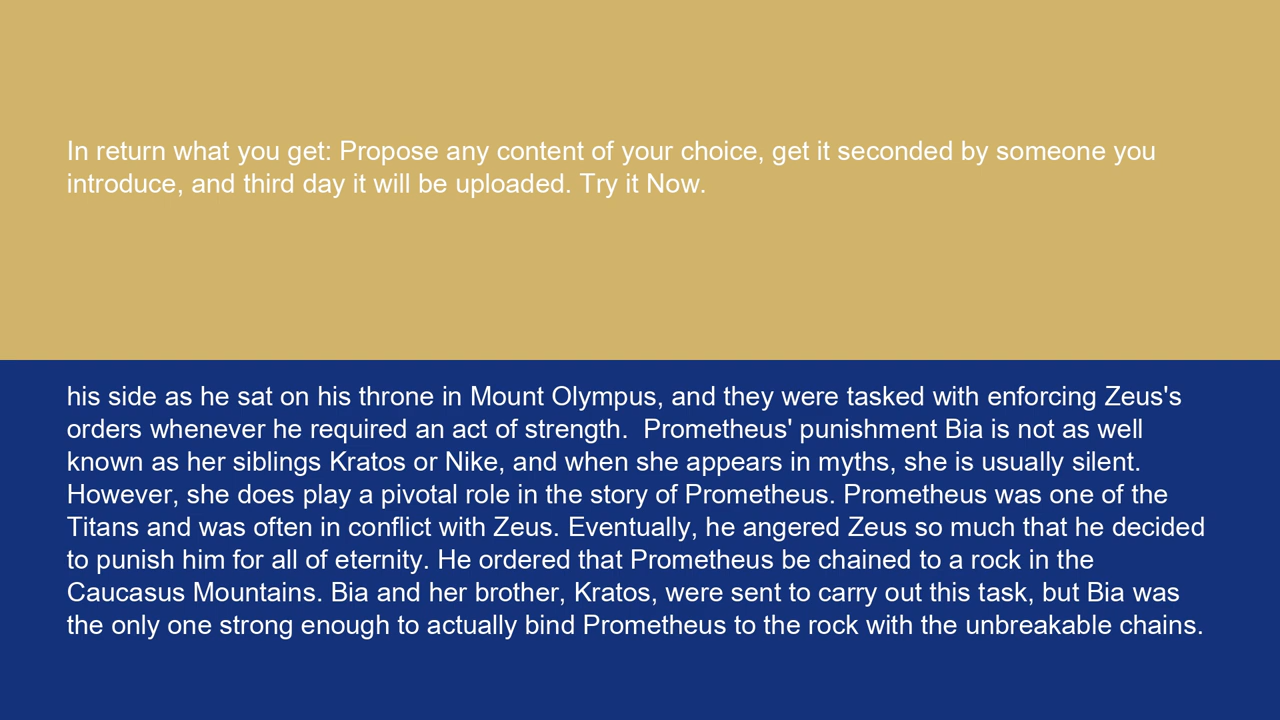 In return what you get: Propose any content of your choice, get it seconded by someone you
introduce, and third day it will be uploaded. Try it Now.
his side as he sat on his throne in Mount Olympus, and they were tasked with enforcing Zeus's
orders whenever he required an act of strength.  Prometheus' punishment Bia is not as well
known as her siblings Kratos or Nike, and when she appears in myths, she is usually silent.
However, she does play a pivotal role in the story of Prometheus. Prometheus was one of the
Titans and was often in conflict with Zeus. Eventually, he angered Zeus so much that he decided
to punish him for all of eternity. He ordered that Prometheus be chained to a rock in the
Caucasus Mountains. Bia and her brother, Kratos, were sent to carry out this task, but Bia was
the only one strong enough to actually bind Prometheus to the rock with the unbreakable chains.